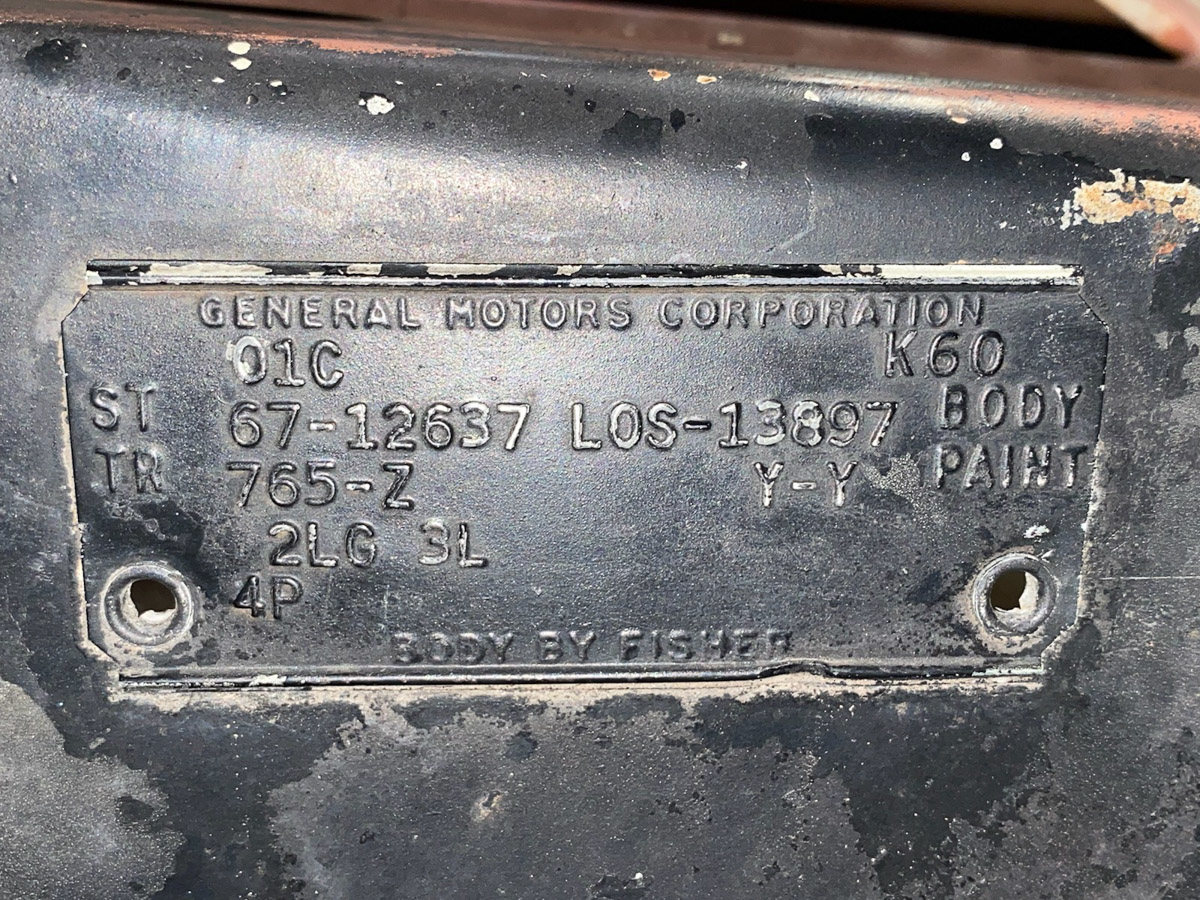 GENERAL MOTORS CORPORATION
01C K60
ST 67-12637 LOS-13897 BODY
TR 765-Z Y-Y PAINT
2LG 3L
4P
BODY BY FISHER